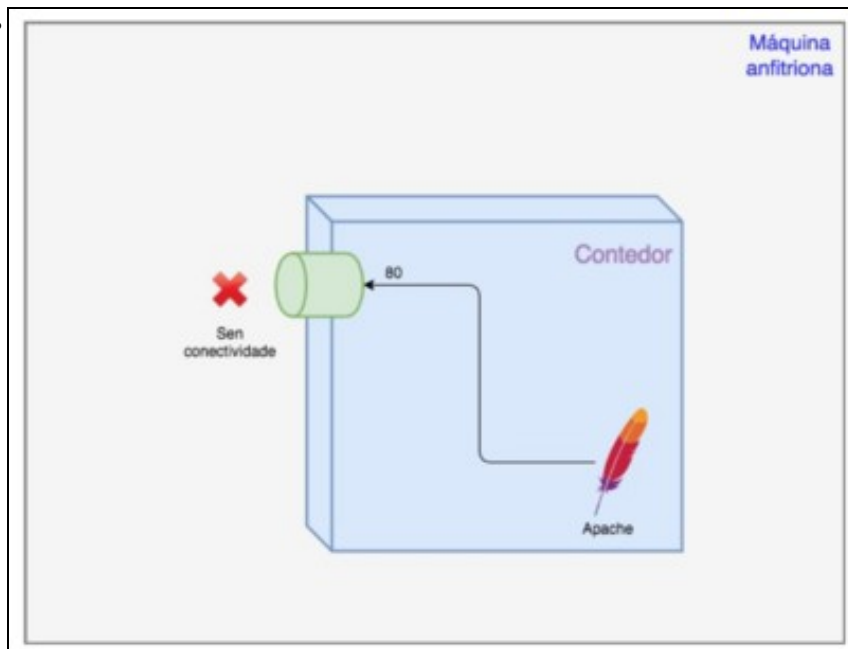 Máquina
anfitriona
Contedor
80
Sen
conectividade
Apache